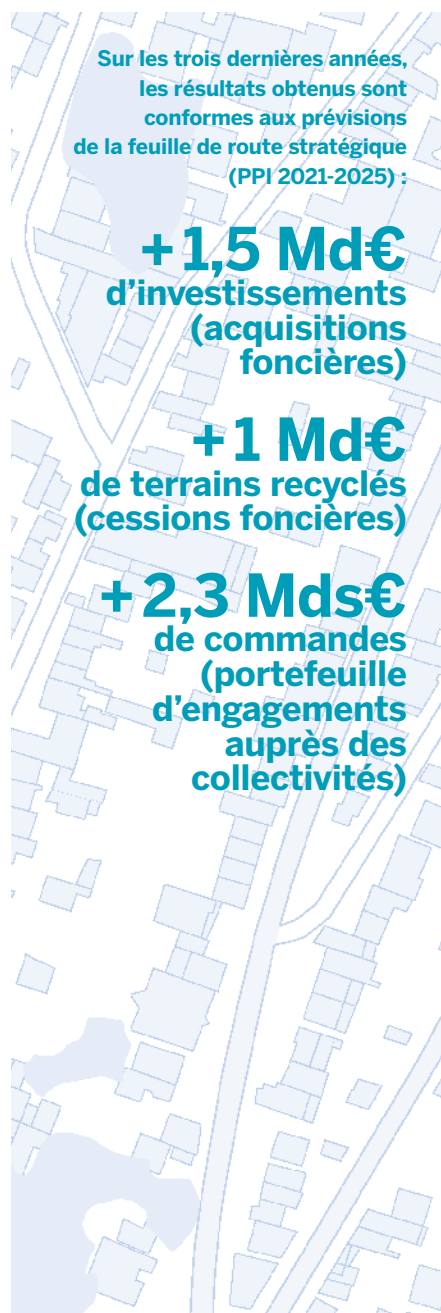 Sur les trois dernières années,
les résultats obtenus sont
conformes aux prévisions
de la feuille de route stratégique
(PPI 2021-2025) :
+ 1,5 Md€
d'investissements
(acquisitions
foncières)
+ 1 Md€
de terrains recyclés
(cessions foncières)
+ 2,3 Mds€
de commandes
(portefeuille
d'engagements
auprès des
collectivités)